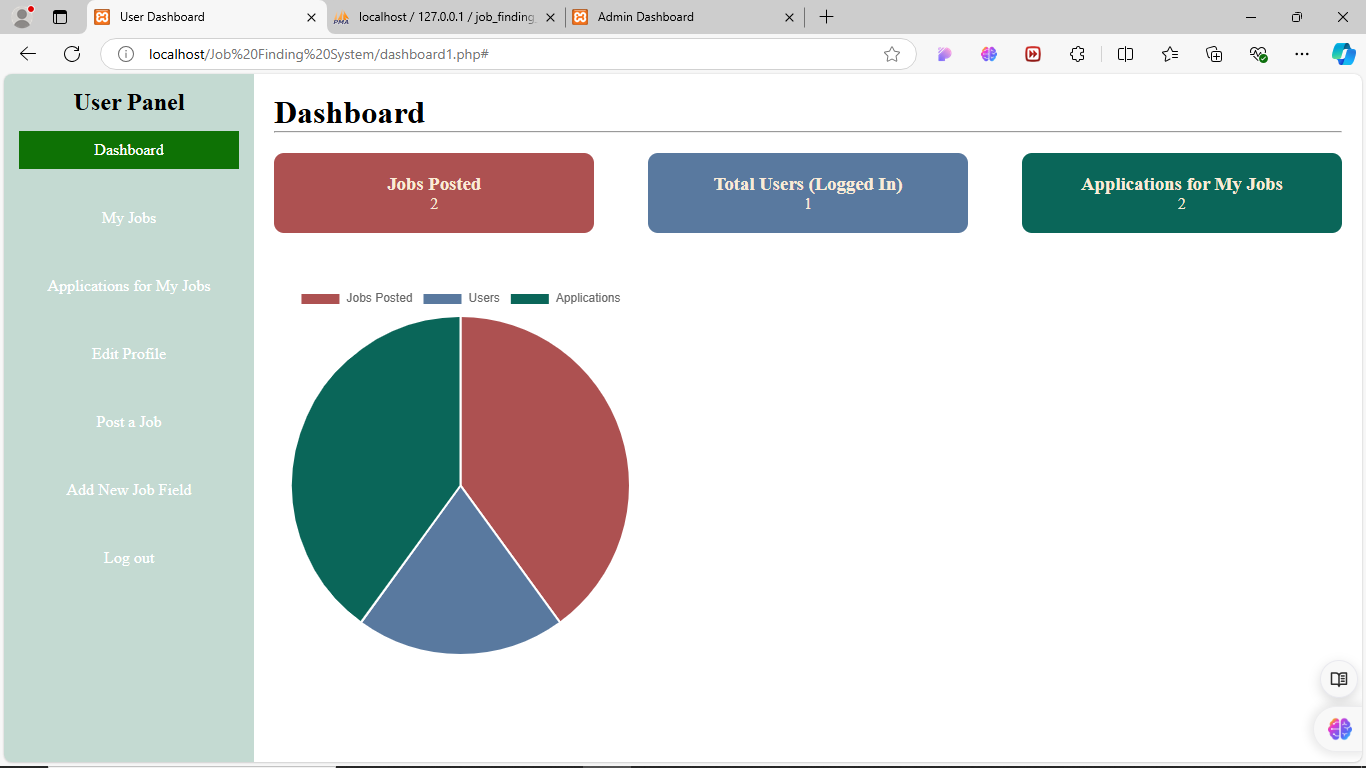 User Dashboard
localhost / 127.0.0.1 / job_finding_
Admin Dashboard
localhost/Job%20Finding%20System/dashboard1.php#
User Panel
Dashboard
My Jobs
Applications for My Jobs
Edit Profile
Post a Job
Add New Job Field
Log out
Dashboard
Jobs Posted
2
Total Users (Logged In)
1
Applications for My Jobs
2
Jobs Posted
Users
Applications